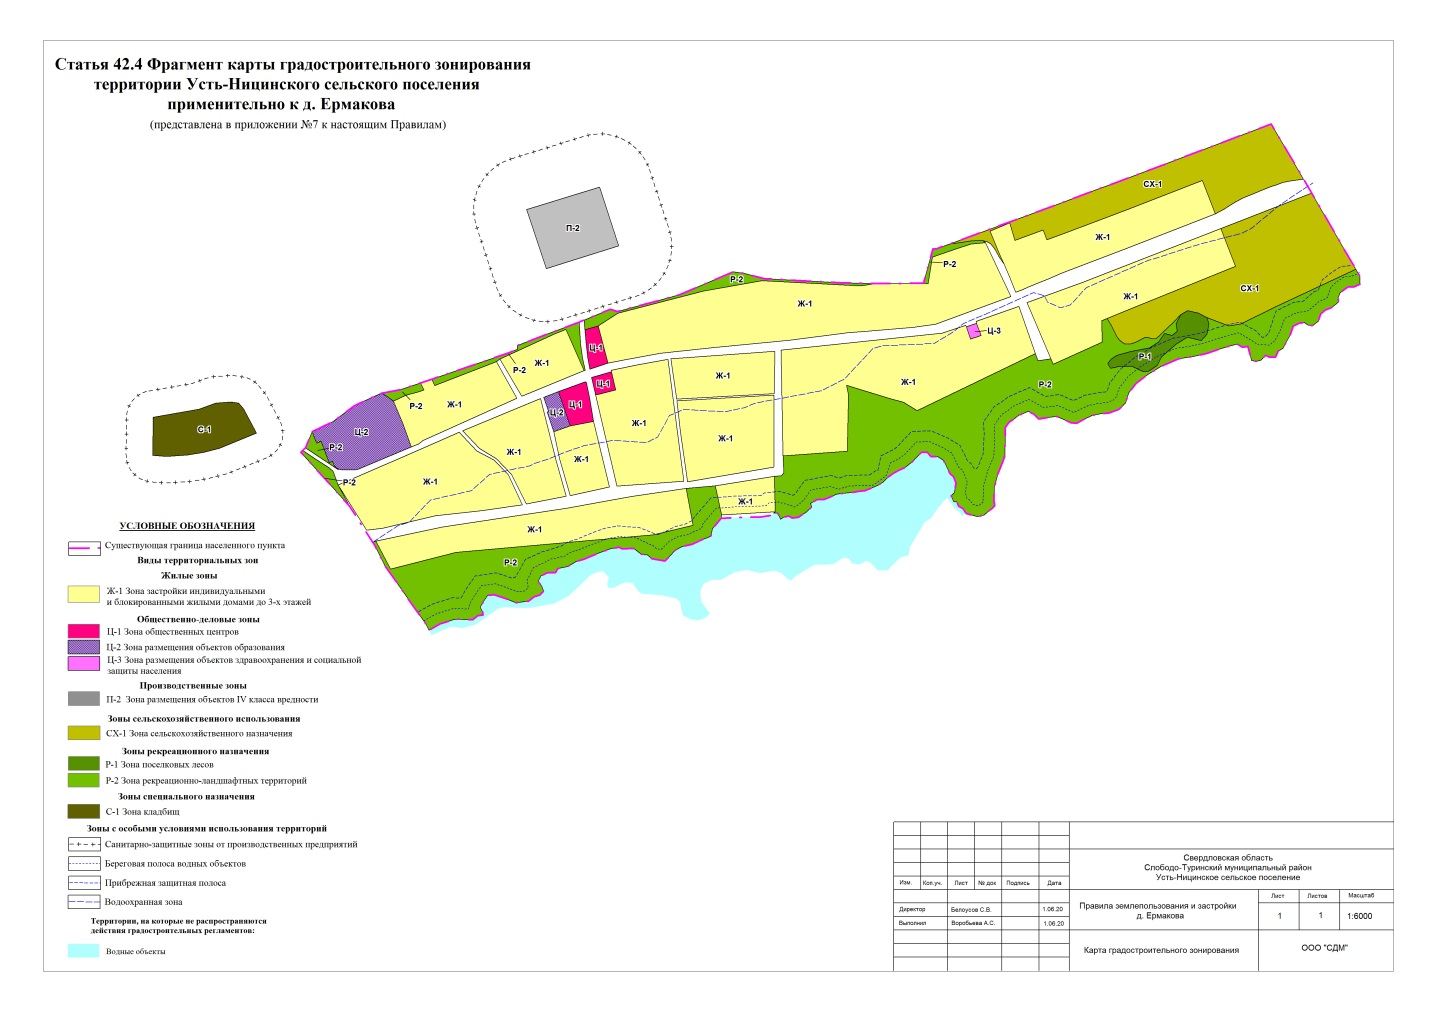 Статья 42.4 Фрагмент карты градостроительного зонирования
территории Усть-Ницинского сельского поселения
применительно к д. Ермакова
(представлена в приложении №7 к настоящим Правилам)
СХ-1
П-2
Ж-1
Р-2
Р-2
СХ-1
Ж-1
Ж-1
Ц-3
Ц-1
Р-1
Ж-1
Р-2
Ж-1
Ц-1
Ж-1
Р-2
Р-2
Ж-1
Ц-2
Ц-1
С-1
Ц-2
Ж-1
Ж-1
Р-2
Ж-1
Ж-1
Р-2
Ж-1
Ж-1
Ж-1
Р-2
УСЛОВНЫЕ ОБОЗНАЧЕНИЯ
Существующая граница населенного пункта
Виды территориальных зон
Жилые зоны
Ж-1 Зона застройки индивидуальными
и блокированными жилыми домами до 3-х этажей
Общественно-деловые зоны
Ц-1 Зона общественных центров
Ц-2 Зона размещения объектов образования
Ц-3 Зона размещения объектов здравоохранения и социальной
защиты населения
Производственные зоны
П-2 Зона размещения объектов IV класса вредности
Зоны сельскохозяйственного использования
СХ-1 Зона сельскохозяйственного назначения
Зоны рекреационного назначения
Р-1 Зона поселковых лесов
Р-2 Зона рекреационно-ландшафтных территорий
Зоны специального назначения
С-1 Зона кладбищ
Зоны с особыми условиями использования территорий
Санитарно-защитные зоны от производственных предприятий
Береговая полоса водных объектов
Прибрежная защитная полоса
Водоохранная зона
Территории, на которые не распространяются
действия градостроительных регламентов:
Водные объекты
Свердловская область
Слободо-Туринский муниципальный район
Усть-Ницинское сельское поселение
Изм. Кол.уч. Лист № док Подпись Дата
Директор Белоусов С.В. 1.06.20
Выполнил Воробьева А.С. 1.06.20
Правила землепользования и застройки
д. Ермакова
Лист Листов Масштаб
1 1 1:6000
Карта градостроительного зонирования
ООО "СДМ"